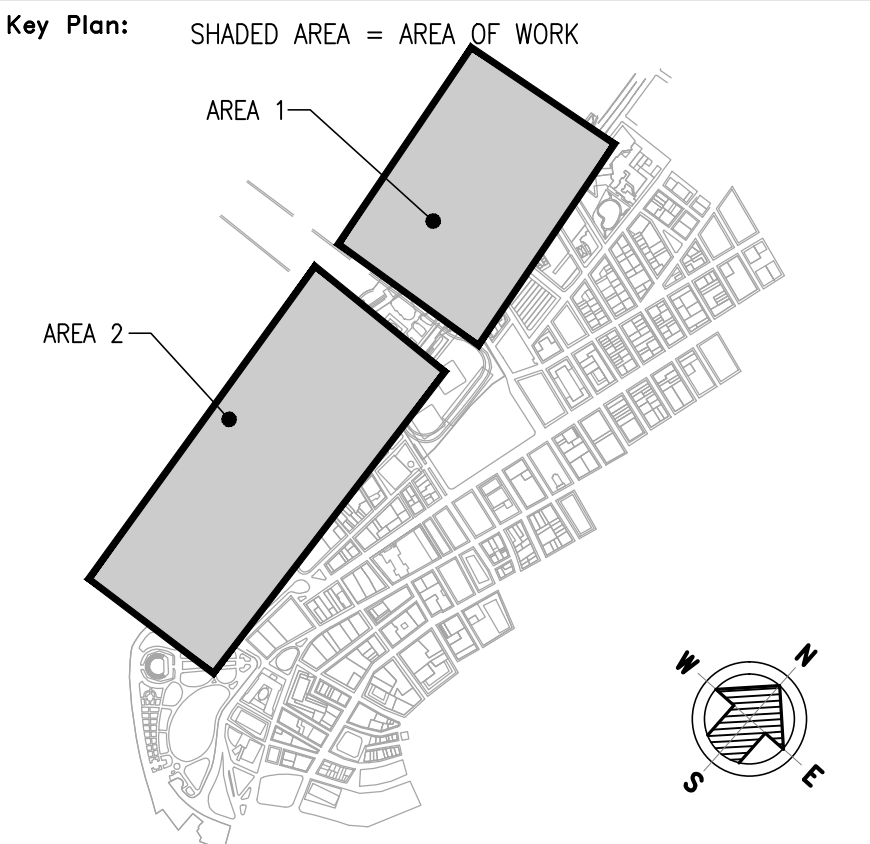 Key Plan:
SHADED AREA = AREA OF WORK
AREA 1
AREA 2
W
N
S
E